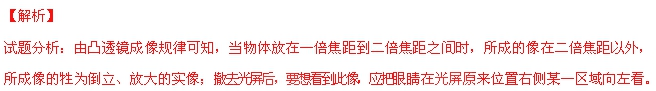 【解析】
试题分析：由凸透镜成像规律可知，当物体放在一倍焦距到二倍焦距之间时，所成的像在二倍焦距以外，
所成像的性为倒立、放大的实像；撤去光屏后，要想看到此像，应把眼睛在光屏原来位置右侧某一区域向左看。